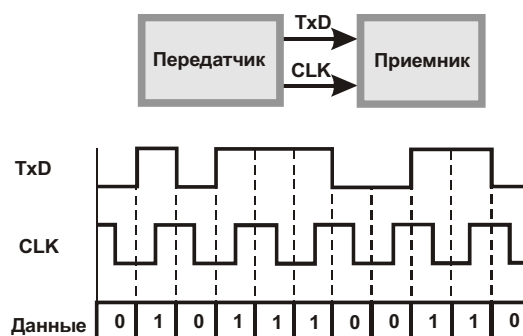 TxD
Передатчик
Приемник
CLK
TxD
CLK
Данные 0 1 0 1 1 1 0 0 1 1 0